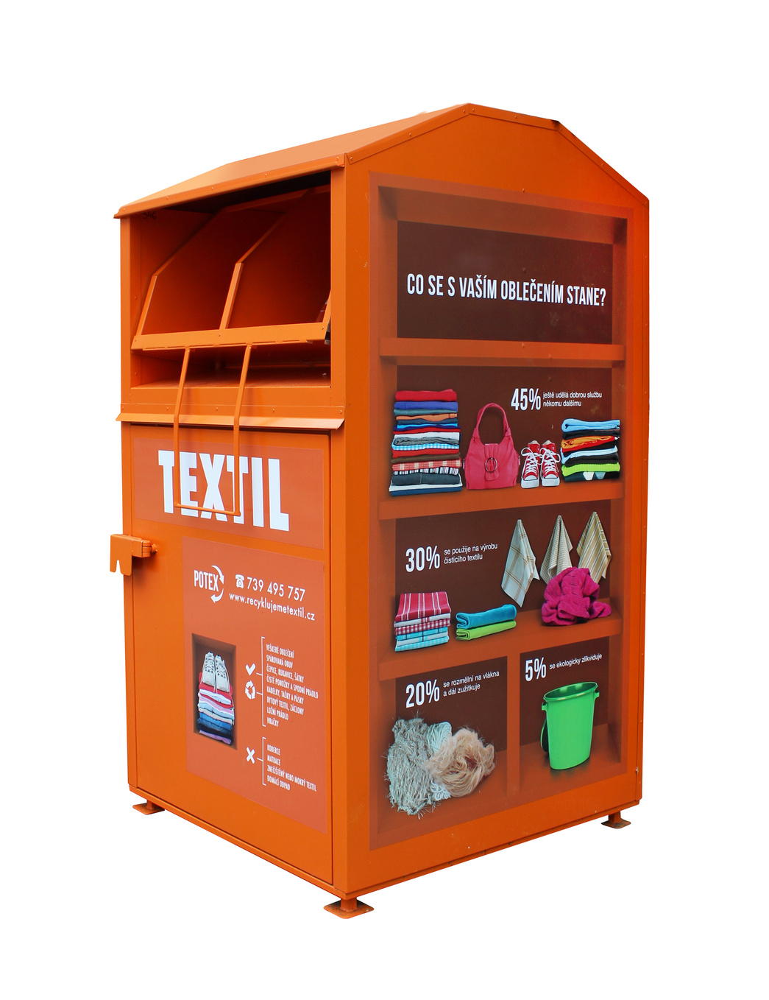 TEXTIL
POTEX
☎ 739 495 757
www.recyklujemetextil.cz
VEŠKERÉ OBLEČENÍ
SPÁROVANÁ OBUV
ČEPICE, RUKAVICE, ŠÁTKY
ČISTÉ PONOŽKY A SPODNÍ PRÁDLO
KABELKY, TAŠKY A PÁSKY
BYTOVÝ TEXTIL, ZÁCLONY
LOŽNÍ PRÁDLO
HRAČKY
KOBERCE
MATRACE
ZNEČIŠTĚNÝ NEBO MOKRÝ TEXTIL
DOMÁCÍ ODPAD
CO SE S VAŠÍM OBLEČENÍM STANE?
45% ještě udělá dobrou službu
někomu dalšímu
30% se použije na výrobu
čisticího textilu
20% se rozmělní na vlákna
a dál zužitkuje
5% se ekologicky zlikviduje